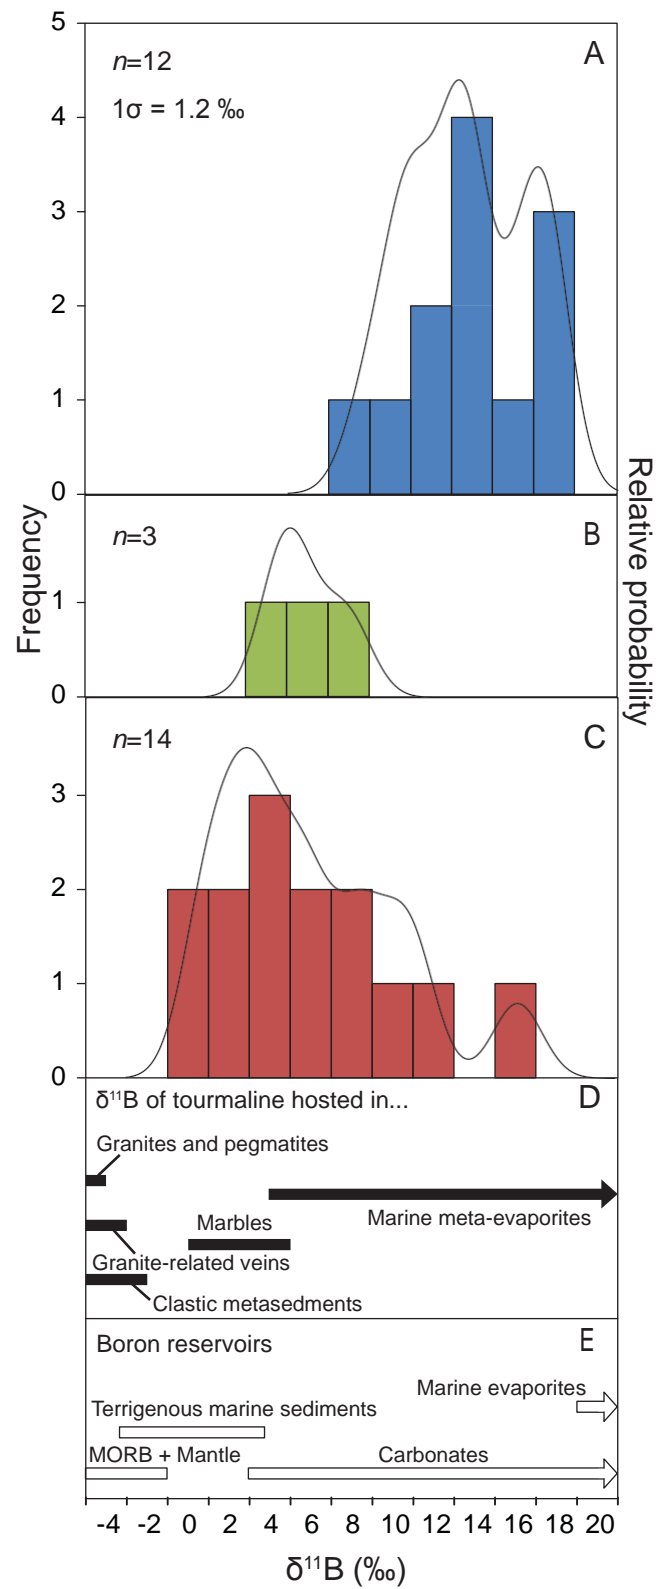 5
A
n=12
1σ = 1.2 ‰
4
3
2
1
0
Frequency
Relative probability
n=3
B
1
0
n=14
C
3
2
1
0
δ¹¹B of tourmaline hosted in...
D
Granites and pegmatites
Marbles
Marine meta-evaporites
Granite-related veins
Clastic metasedments
Boron reservoirs
E
Marine evaporites
Terrigenous marine sediments
MORB + Mantle
Carbonates
-4 -2 0 2 4 6 8 10 12 14 16 18 20
δ¹¹B (‰)